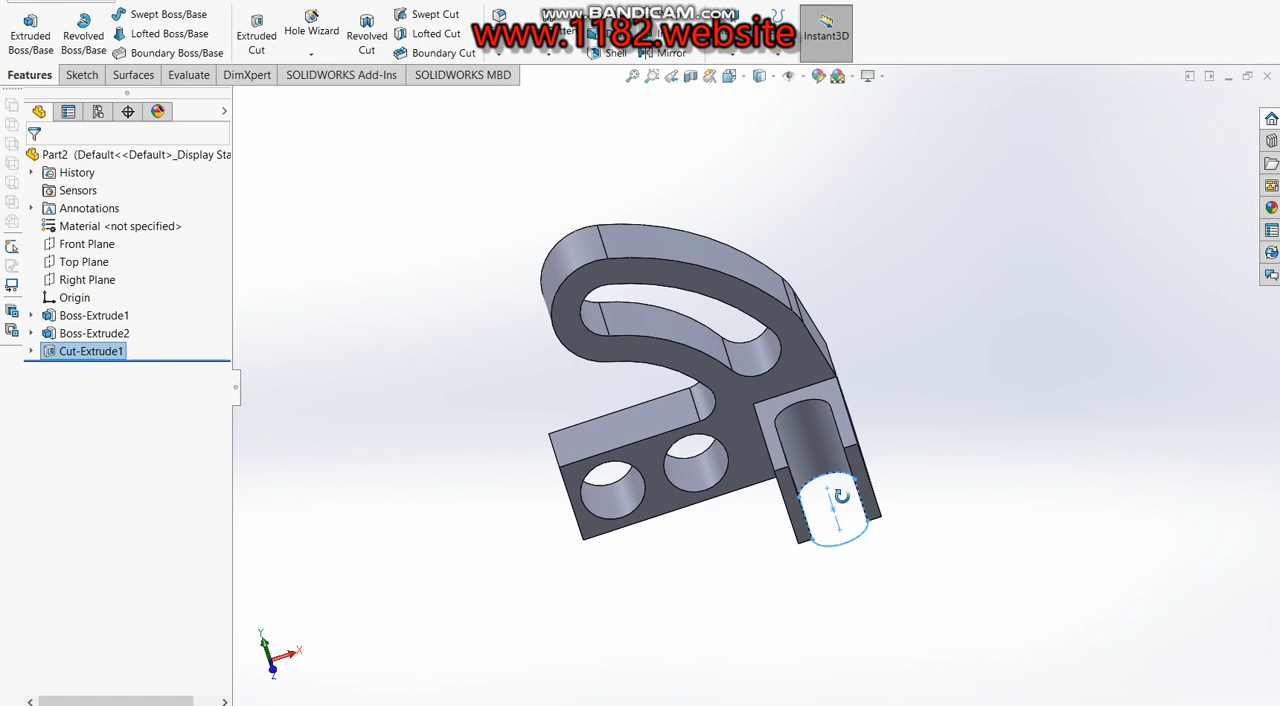 www.BANDICAM.com
www.1182.website
Extruded Boss/Base
Revolved Boss/Base
Swept Boss/Base
Lofted Boss/Base
Boundary Boss/Base
Extruded Cut
Hole Wizard
Revolved Cut
Swept Cut
Lofted Cut
Boundary Cut
Shell
Mirror
Instant3D
Features
Sketch
Surfaces
Evaluate
DimXpert
SOLIDWORKS Add-Ins
SOLIDWORKS MBD
Part2 (Default<<Default>_Display Sta
History
Sensors
Annotations
Material <not specified>
Front Plane
Top Plane
Right Plane
Origin
Boss-Extrude1
Boss-Extrude2
Cut-Extrude1
Y
X
Z